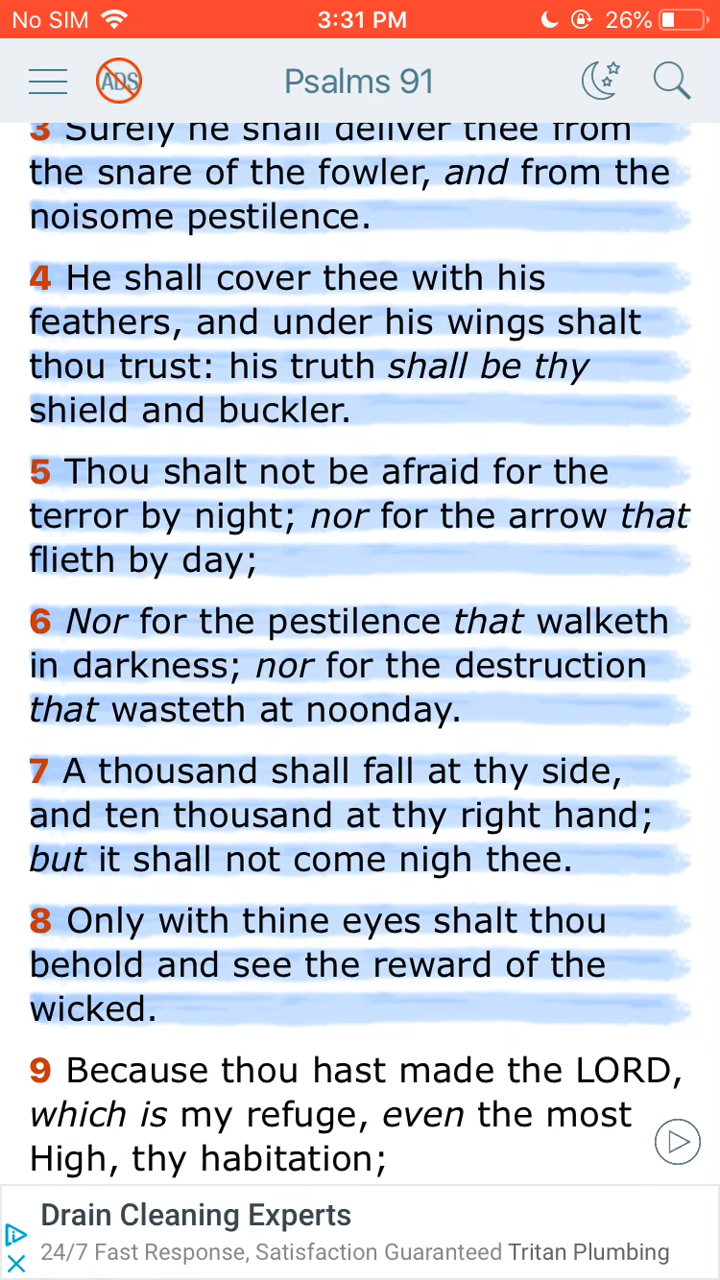 No SIM 3:31 PM 26%
ADS Psalms 91
3 Surely he shall deliver thee from
the snare of the fowler, and from the
noisome pestilence.
4 He shall cover thee with his
feathers, and under his wings shalt
thou trust: his truth shall be thy
shield and buckler.
5 Thou shalt not be afraid for the
terror by night; nor for the arrow that
flieth by day;
6 Nor for the pestilence that walketh
in darkness; nor for the destruction
that wasteth at noonday.
7 A thousand shall fall at thy side,
and ten thousand at thy right hand;
but it shall not come nigh thee.
8 Only with thine eyes shalt thou
behold and see the reward of the
wicked.
9 Because thou hast made the LORD,
which is my refuge, even the most
High, thy habitation;
Drain Cleaning Experts
24/7 Fast Response, Satisfaction Guaranteed Tritan Plumbing